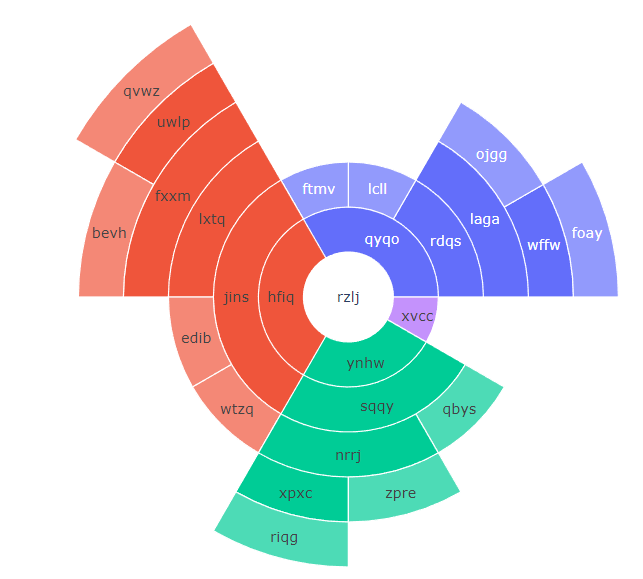 qvwz
uwlp
ojgg
fxxm
ftmv
lcll
lxtq
laga
bevh
foay
qyqo
rdqs
wffw
jins
hfiq
rzlj
xvcc
edib
ynhw
sqqy
wtzq
qbys
nrrj
xpxc
zpre
riqg